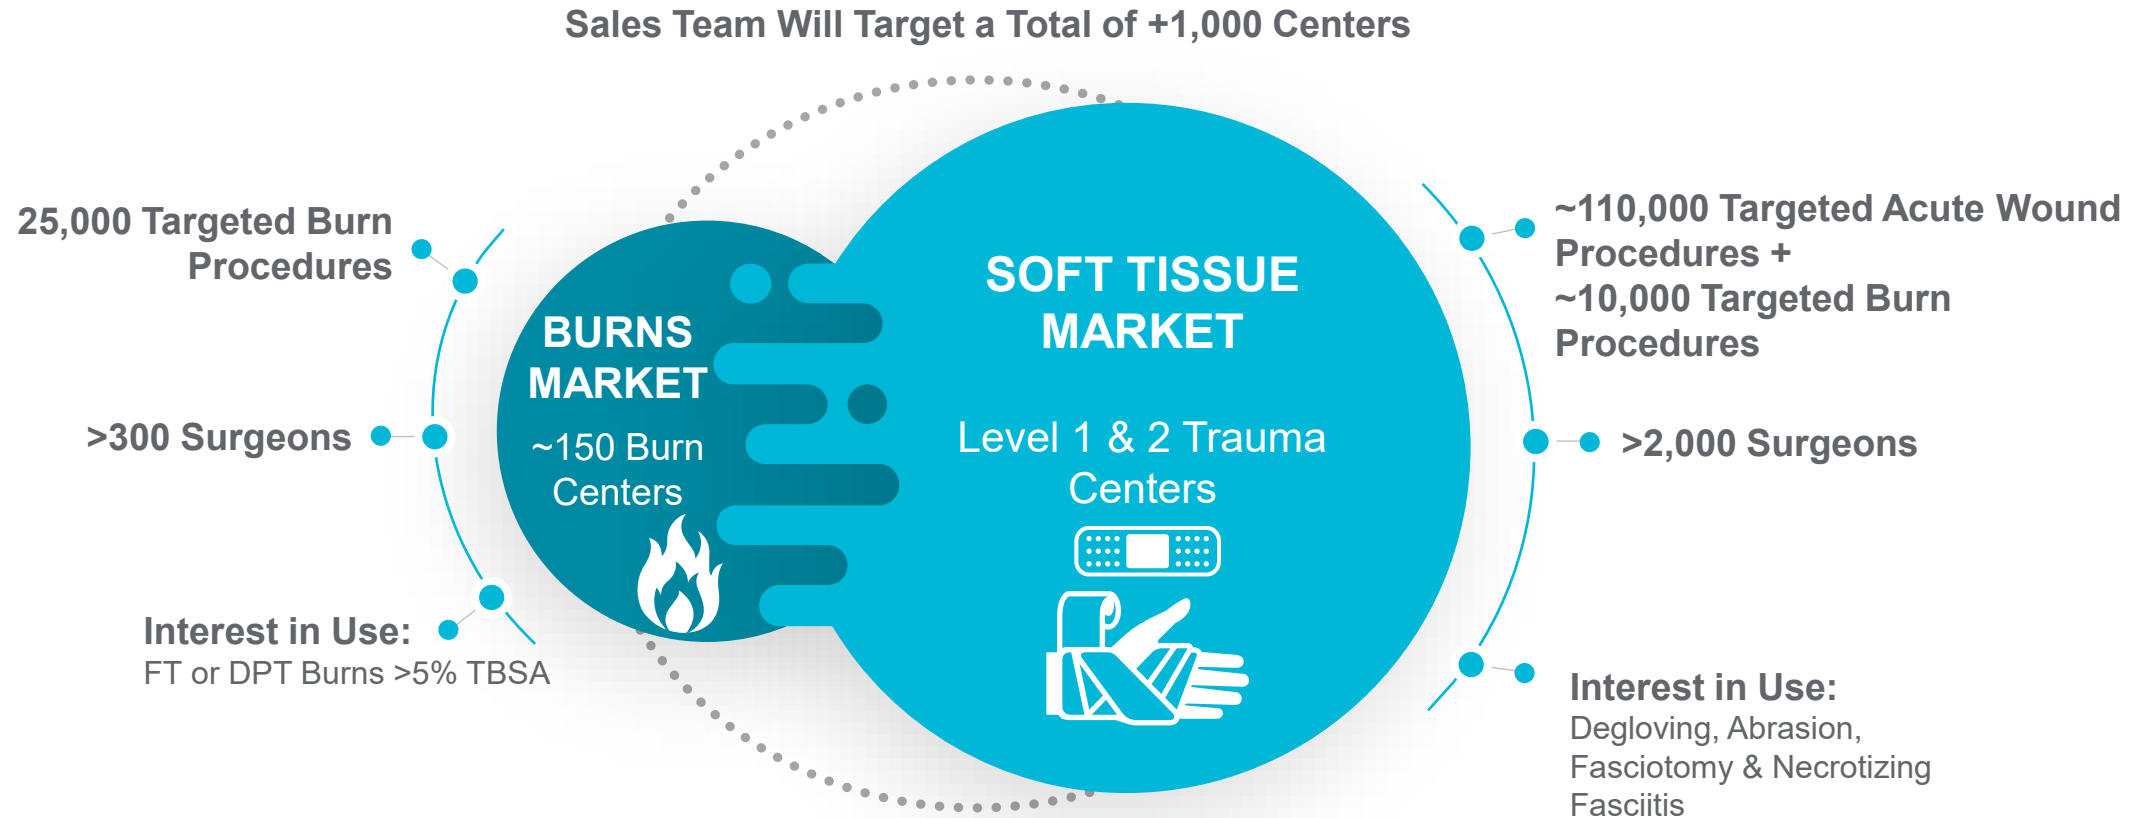 Sales Team Will Target a Total of +1,000 Centers
25,000 Targeted Burn
Procedures
>300 Surgeons
Interest in Use:
FT or DPT Burns >5% TBSA
BURNS
MARKET
~150 Burn
Centers
SOFT TISSUE
MARKET
Level 1 & 2 Trauma
Centers
~110,000 Targeted Acute Wound
Procedures +
~10,000 Targeted Burn
Procedures
>2,000 Surgeons
Interest in Use:
Degloving, Abrasion,
Fasciotomy & Necrotizing
Fasciitis